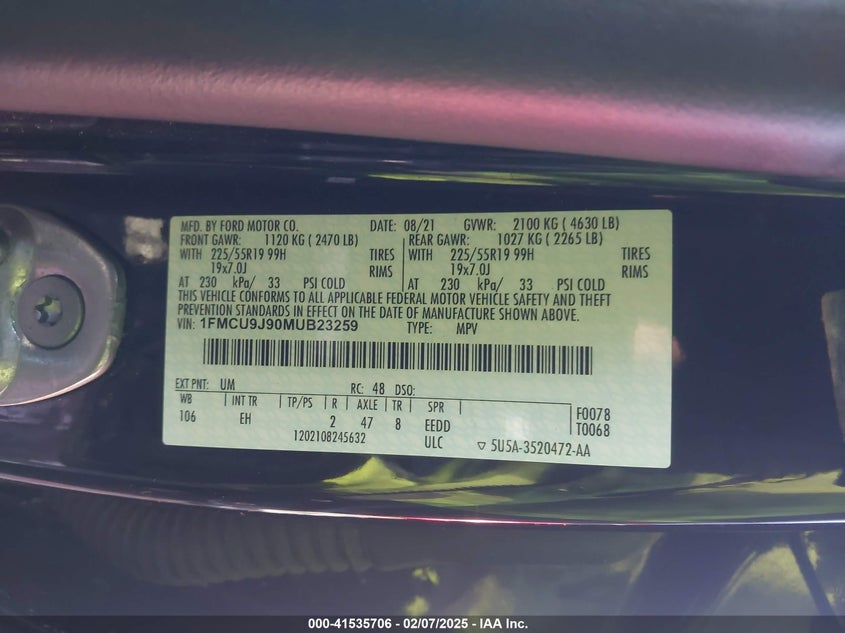 MFD. BY FORD MOTOR CO. DATE: 08/21 GVWR: 2100 KG ( 4630 LB)
FRONT GAWR: 1120 KG ( 2470 LB) REAR GAWR: 1027 KG ( 2265 LB)
WITH 225/55R19 99H TIRES WITH 225/55R19 99H TIRES
19x7.0J RIMS 19x7.0J RIMS
AT 230 kPa/ 33 PSI COLD AT 230 kPa/ 33 PSI COLD
THIS VEHICLE CONFORMS TO ALL APPLICABLE FEDERAL MOTOR VEHICLE SAFETY AND THEFT
PREVENTION STANDARDS IN EFFECT ON THE DATE OF MANUFACTURE SHOWN ABOVE.
VIN: 1FMCU9J90MUB23259 TYPE: MPV
EXT PNT: UM RC: 48 DSO:
WB INT TR TP/PS R AXLE TR SPR F0078
106 EH 2 47 8 EEDD T0068
1202108245632 ULC ▽ 5U5A-3520472-AA
000-41535706 - 02/07/2025 - IAA Inc.